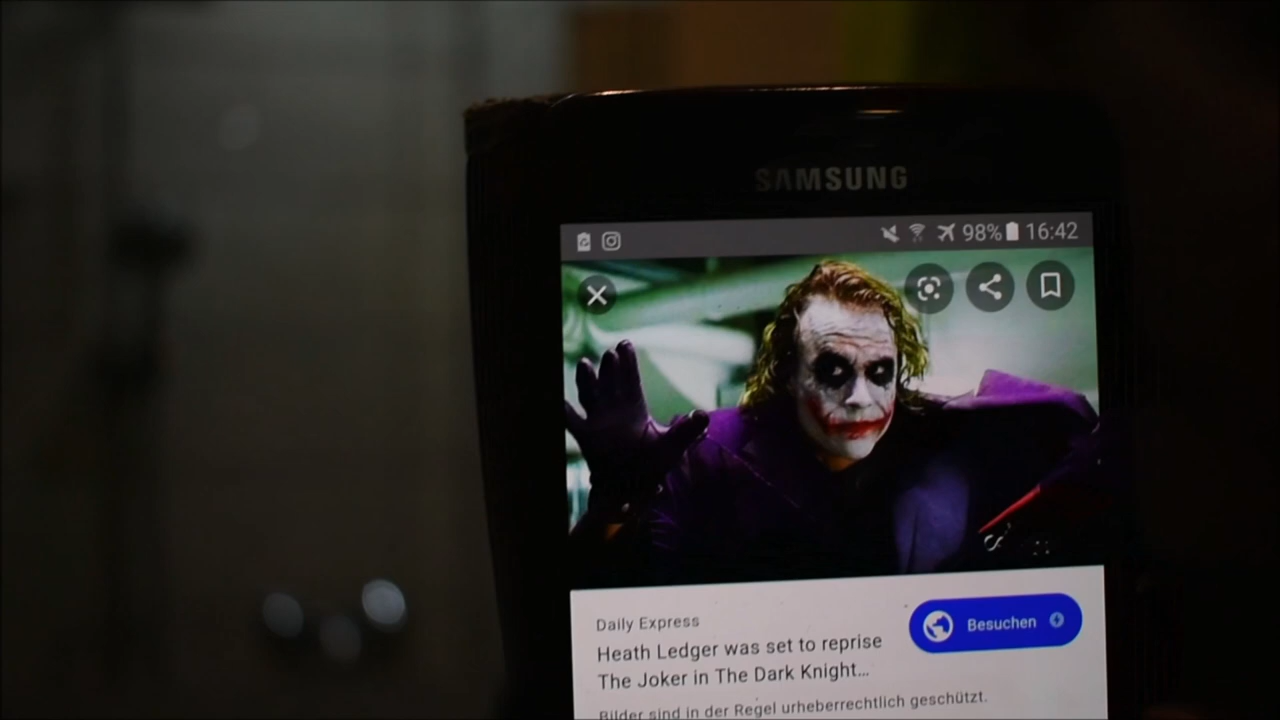 SAMSUNG
98% 16:42
Daily Express
Heath Ledger was set to reprise
The Joker in The Dark Knight...
Besuchen
Bilder sind in der Regel urheberrechtlich geschützt.